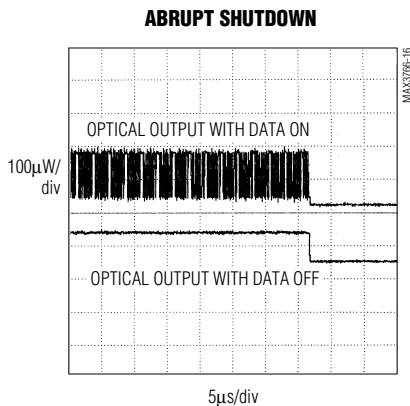 ABRUPT SHUTDOWN
MAX3766-16
OPTICAL OUTPUT WITH DATA ON
100µW/
div
OPTICAL OUTPUT WITH DATA OFF
5µs/div